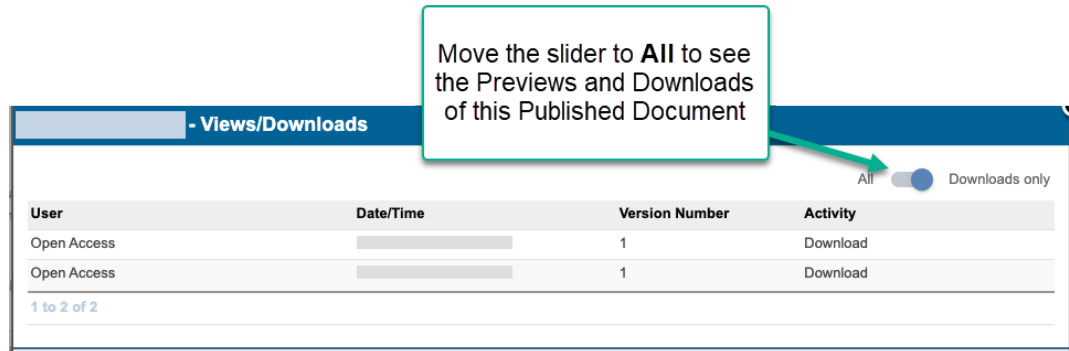 Move the slider to All to see
the Previews and Downloads
of this Published Document
- Views/Downloads
All Downloads only
User Date/Time Version Number Activity
Open Access 1 Download
Open Access 1 Download
1 to 2 of 2